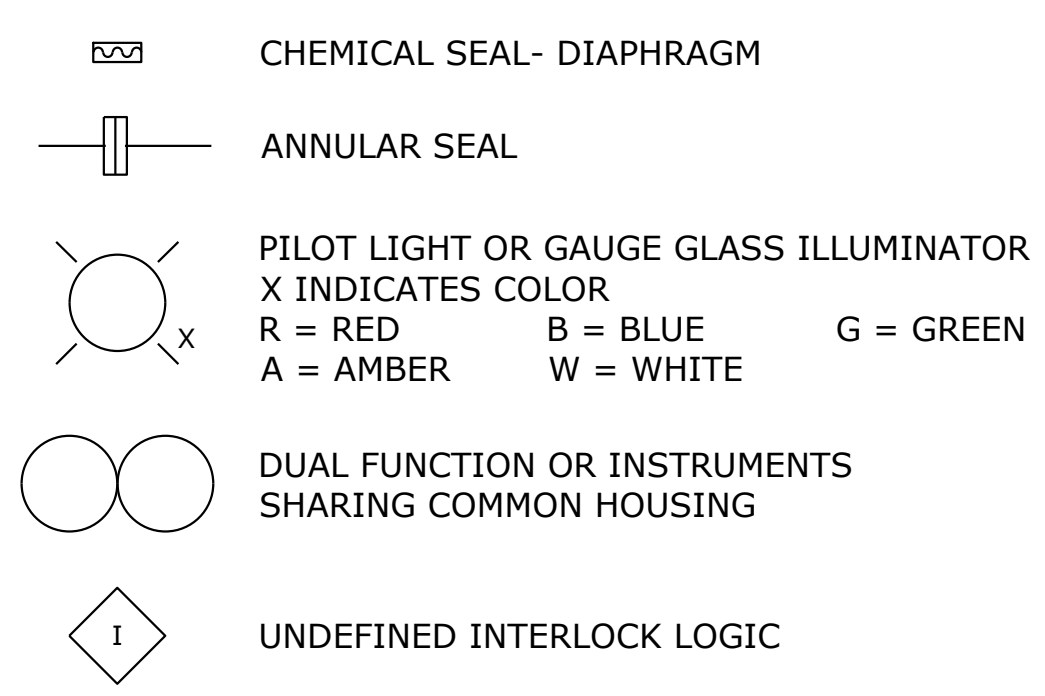 CHEMICAL SEAL- DIAPHRAGM
ANNULAR SEAL
PILOT LIGHT OR GAUGE GLASS ILLUMINATOR
X INDICATES COLOR
X
R = RED B = BLUE G = GREEN
A = AMBER W = WHITE
DUAL FUNCTION OR INSTRUMENTS
SHARING COMMON HOUSING
I UNDEFINED INTERLOCK LOGIC